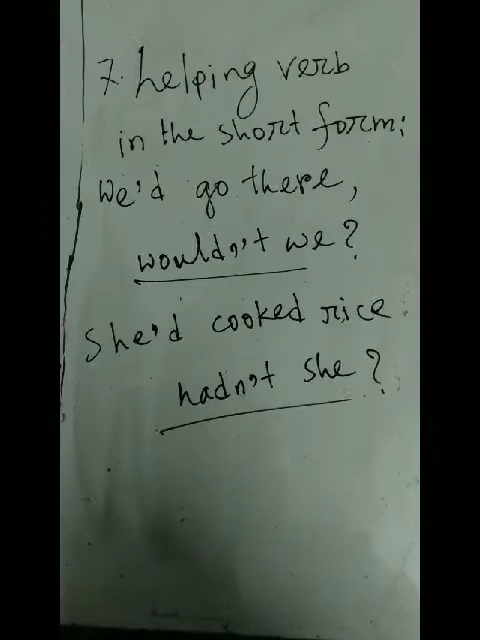 7. helping verb
in the short form:
We'd go there,
wouldn't we?
She'd cooked rice.
hadn't she?